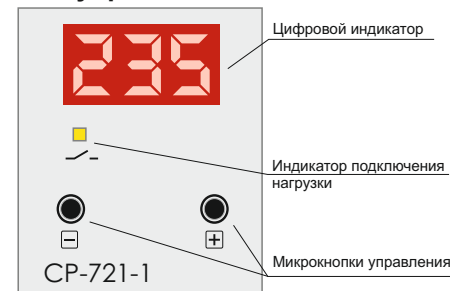 235
Цифровой индикатор
Индикатор подключения
нагрузки
Микрокнопки управления
− +
CP-721-1